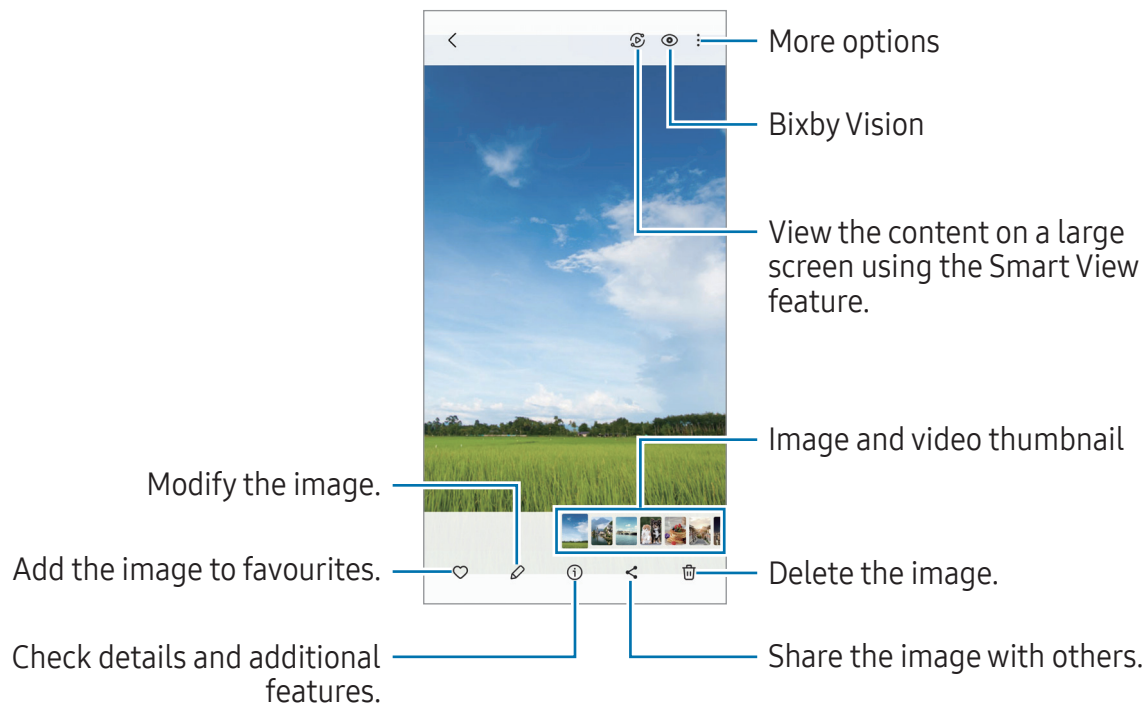 More options
Bixby Vision
View the content on a large
screen using the Smart View
feature.
Image and video thumbnail
Modify the image.
Add the image to favourites.
Delete the image.
Check details and additional
features.
Share the image with others.